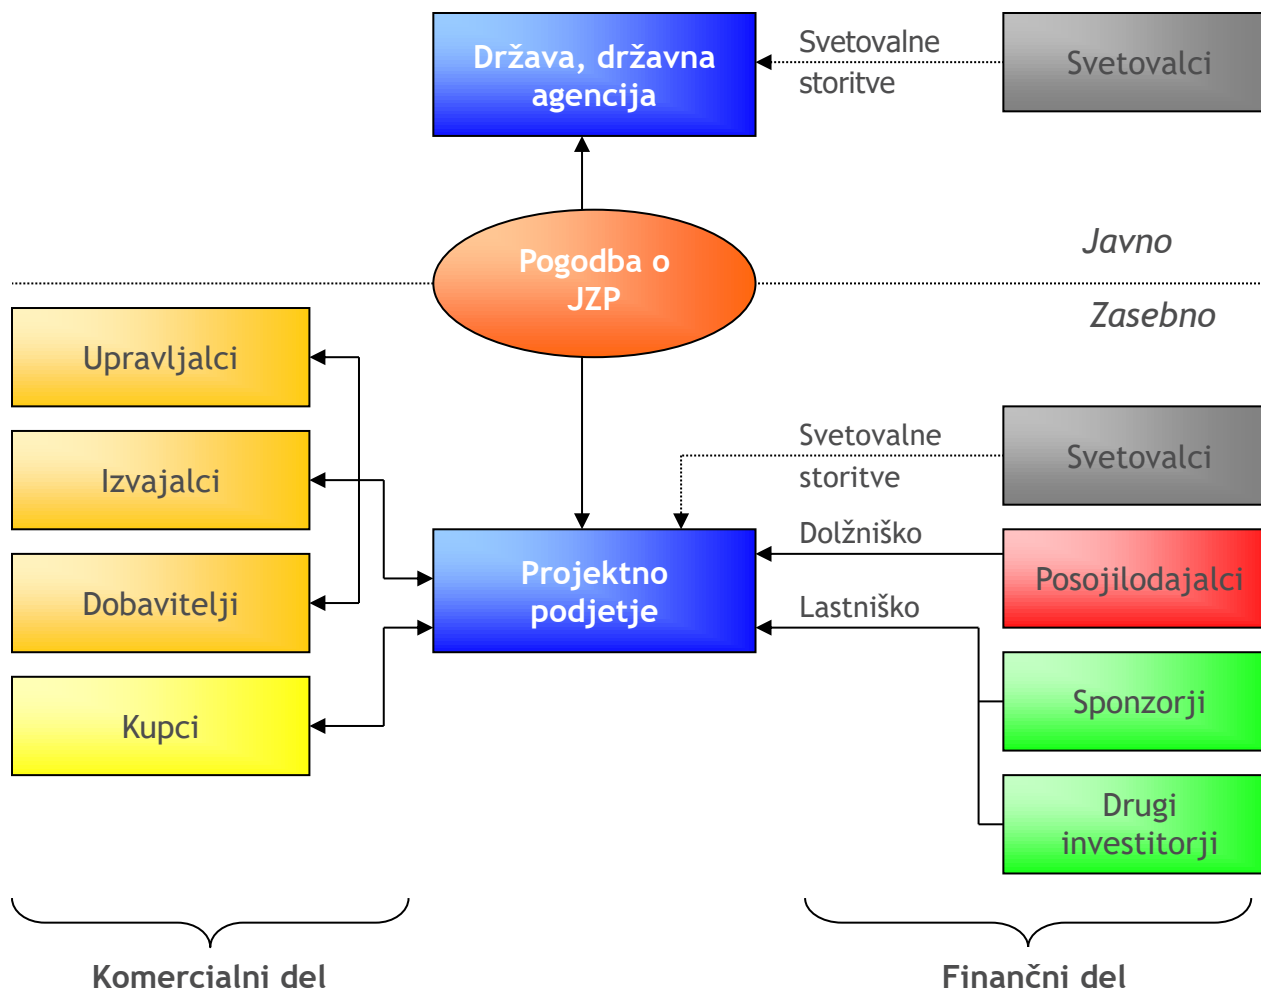 Država, državna
agencija
Svetovalne
storitve
Svetovalci
Pogodba o
JZP
Javno
Zasebno
Upravljalci
Izvajalci
Dobavitelji
Kupci
Projektno
podjetje
Svetovalne
storitve
Svetovalci
Dolžniško
Posojilodajalci
Lastniško
Sponzorji
Drugi
investitorji
Komercialni del
Finančni del